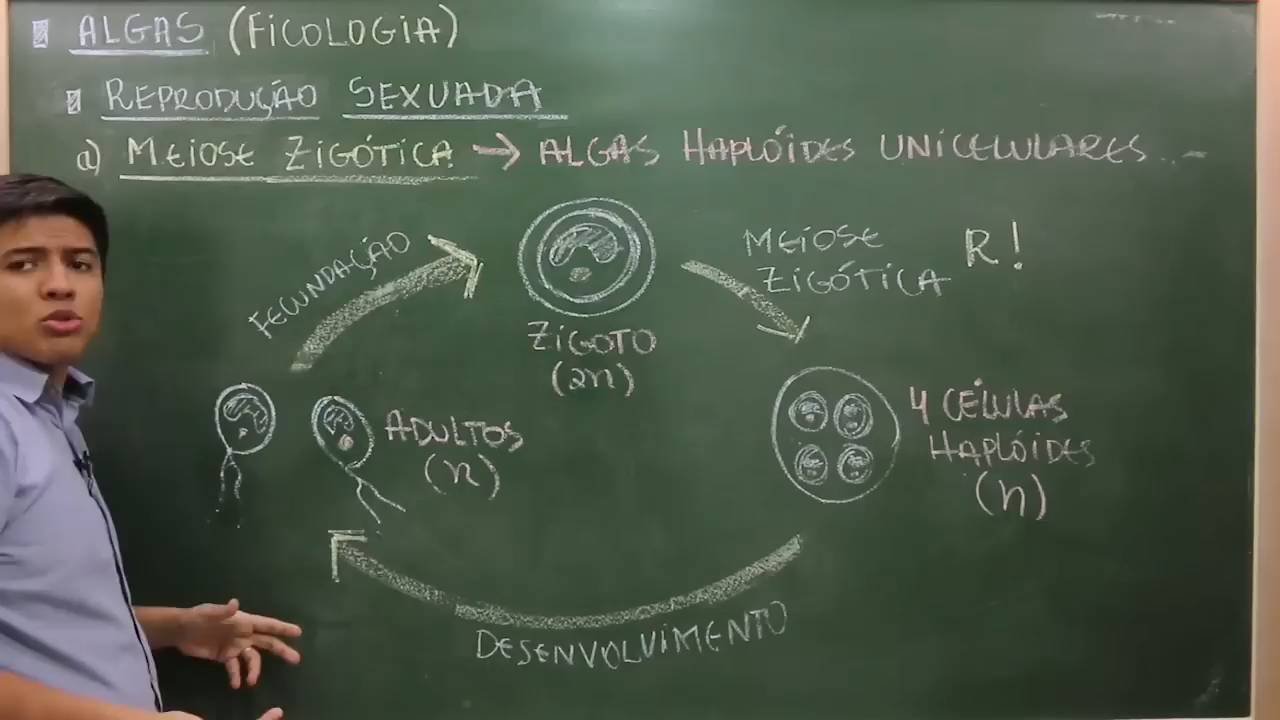 ALGAS (FICOLOGIA)
REPRODUÇÃO SEXUADA
a) MEIOSE ZIGÓTICA → ALGAS HAPLÓIDES UNICELULARES...
FECUNDAÇÃO
MEIOSE
ZIGÓTICA
R!
ZIGOTO
(2n)
ADULTOS
(n)
4 CÉLULAS
HAPLÓIDES
(n)
DESENVOLVIMENTO